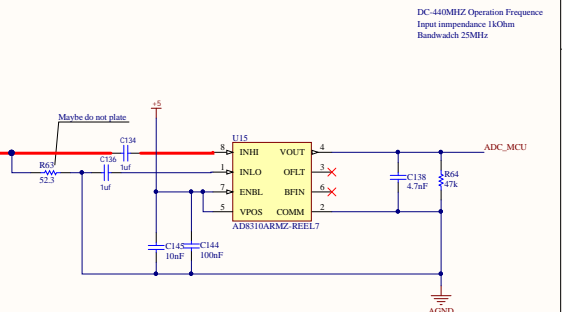 DC-440MHZ Operation Frequence
Input inmpendance 1kOhm
Bandwadch 25MHz
Maybe do not plate
+5
C134
1uf
U15
8 INHI VOUT 4
ADC_MCU
R63
52.3
C136
1uf
1 INLO OFLT 3
7 ENBL BFIN 6
5 VPOS COMM 2
AD8310ARMZ-REEL7
C138
4.7nF
R64
47k
C145
10nF
C144
100nF
AGND